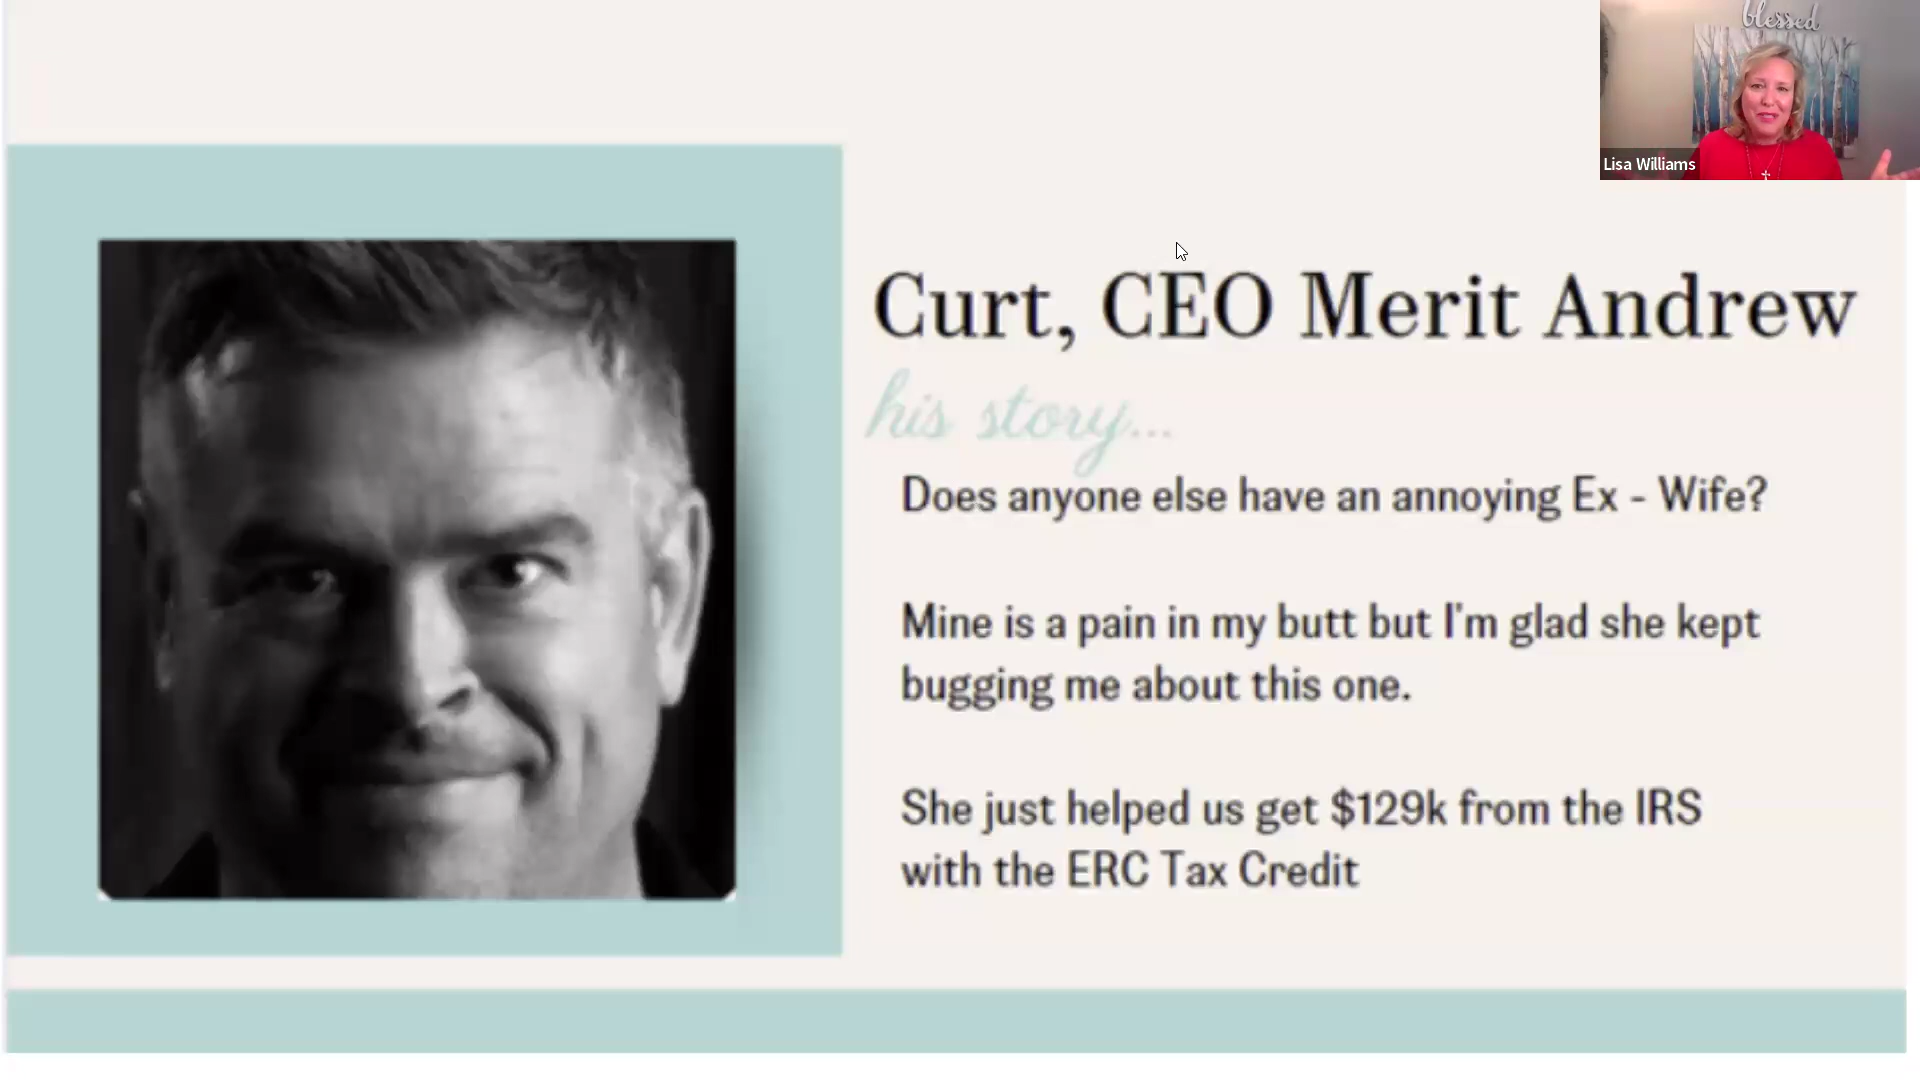 blessed
Lisa Williams
Curt, CEO Merit Andrew
his story...
Does anyone else have an annoying Ex - Wife?
Mine is a pain in my butt but I'm glad she kept
bugging me about this one.
She just helped us get $129k from the IRS
with the ERC Tax Credit